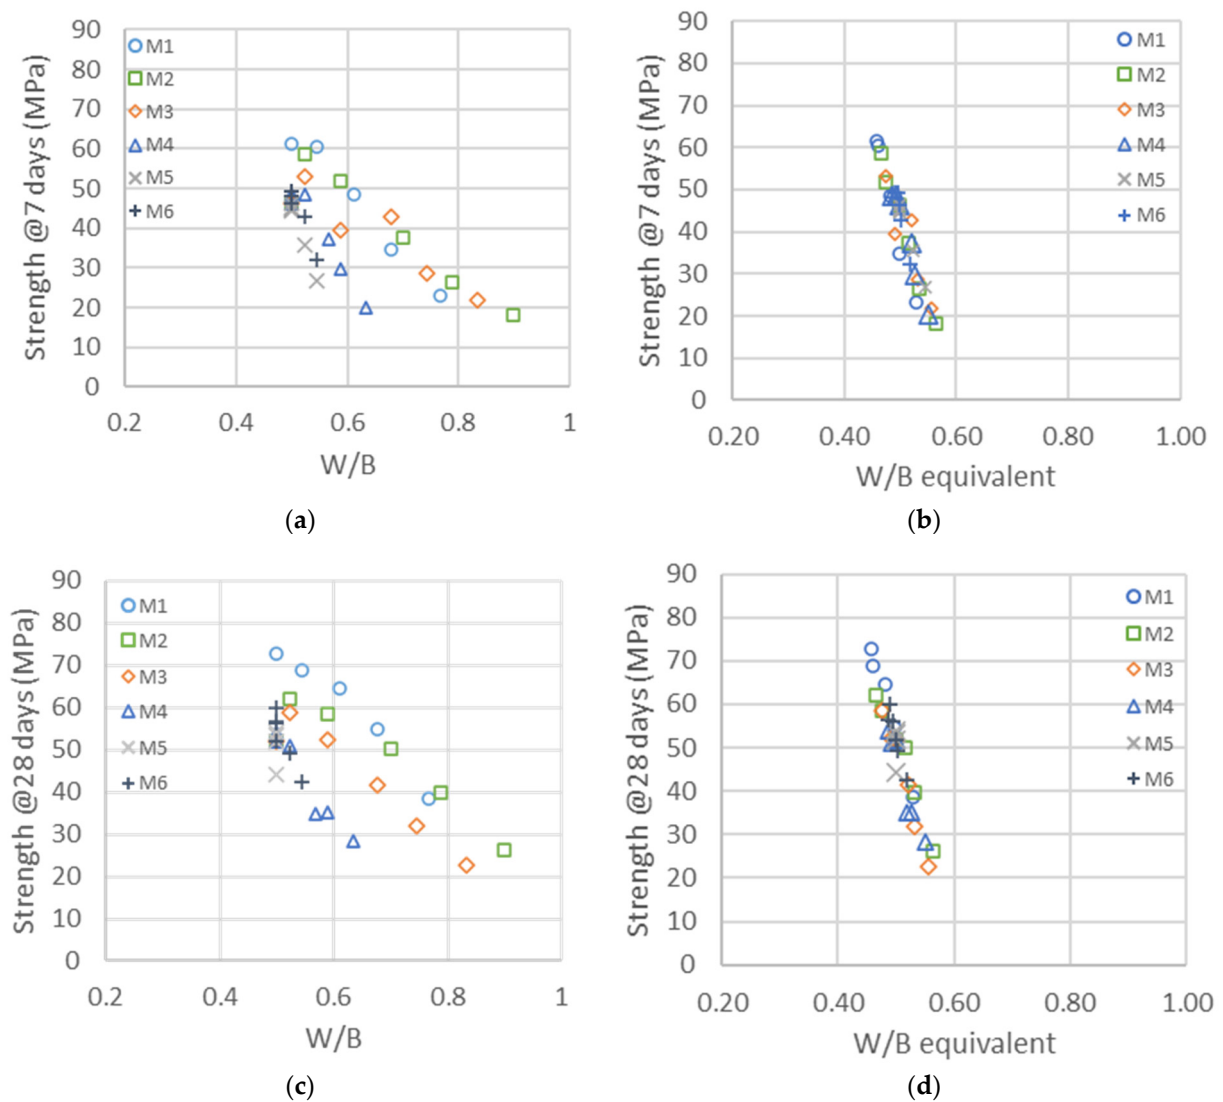 90
80
70
60
50
40
30
20
10
0
Strength @7 days (MPa)
M1
M2
M3
M4
M5
M6
0.2
0.4
0.6
0.8
1
W/B
(a)
90
80
70
60
50
40
30
20
10
0
Strength @7 days (MPa)
M1
M2
M3
M4
M5
M6
0.20
0.40
0.60
0.80
1.00
W/B equivalent
(b)
90
80
70
60
50
40
30
20
10
0
Strength @28 days (MPa)
M1
M2
M3
M4
M5
M6
0.2
0.4
0.6
0.8
1
W/B
(c)
90
80
70
60
50
40
30
20
10
0
Strength @28 days (MPa)
M1
M2
M3
M4
M5
M6
0.20
0.40
0.60
0.80
1.00
W/B equivalent
(d)